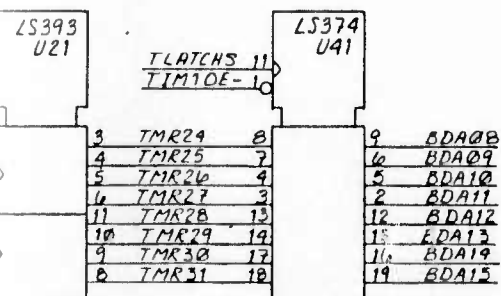 LS393
U21
LS374
U41
TLATCHS 11
TIMTOE- 1
3 TMR24 8 9 BDA08
4 TMR25 7 6 BDA09
5 TMR26 4 5 BDA10
6 TMR27 3 2 BDA11
11 TMR28 13 12 BDA12
10 TMR29 14 15 EDA13
9 TMR30 17 16 BDA14
8 TMR31 18 19 BDA15